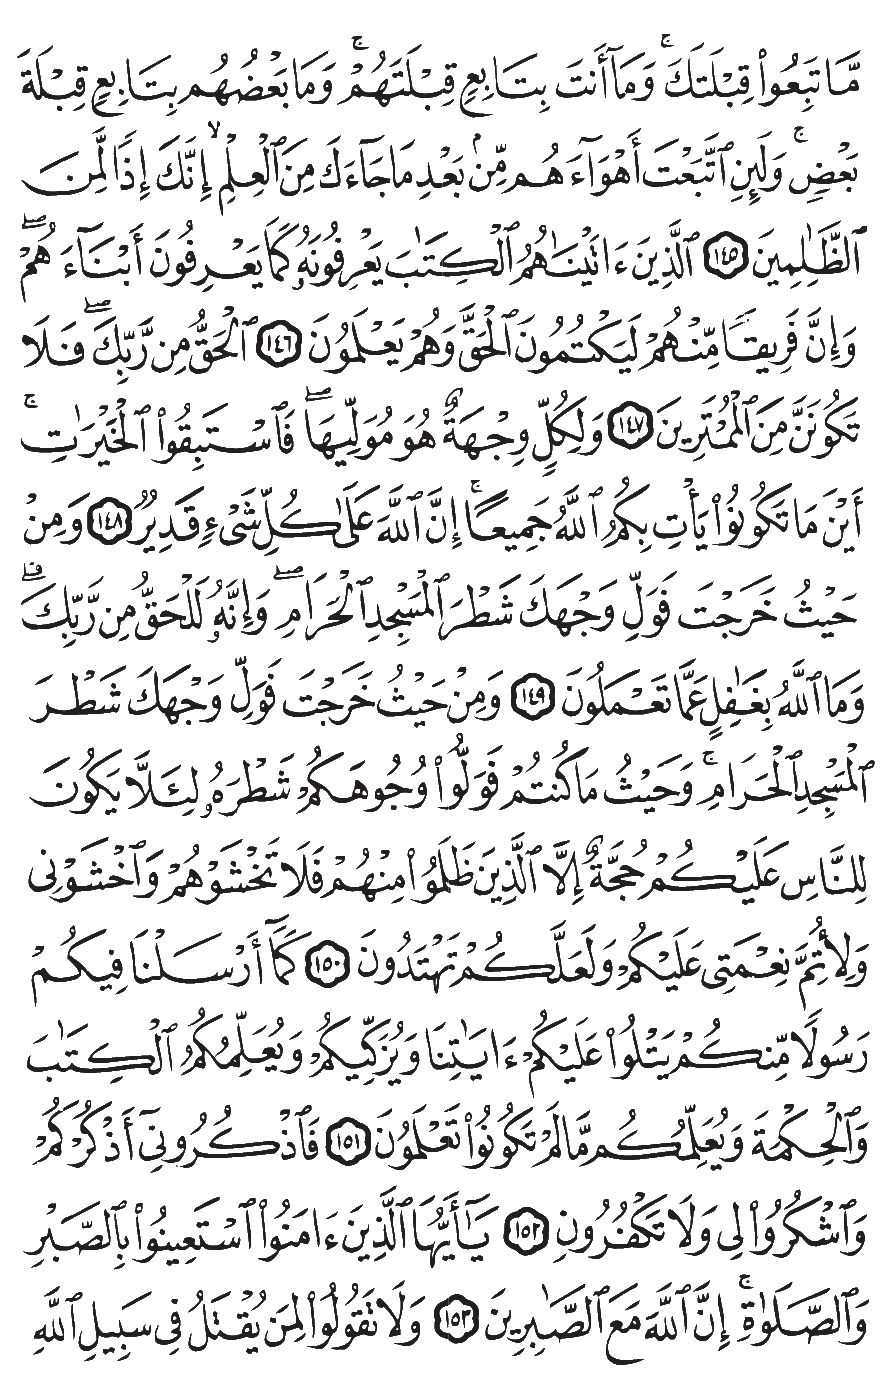 مَّا تَبِعُوا۟ قِبْلَتَكَ ۚ وَمَآ أَنتَ بِتَابِعٍ قِبْلَتَهُمْ ۚ وَمَا بَعْضُهُم بِتَابِعٍ قِبْلَةَ
بَعْضٍ ۚ وَلَئِنِ ٱتَّبَعْتَ أَهْوَآءَهُم مِّنۢ بَعْدِ مَا جَآءَكَ مِنَ ٱلْعِلْمِ ۙ إِنَّكَ إِذًا لَّمِنَ
ٱلظَّـٰلِمِينَ ١٤٥ ٱلَّذِينَ ءَاتَيْنَـٰهُمُ ٱلْكِتَـٰبَ يَعْرِفُونَهُۥ كَمَا يَعْرِفُونَ أَبْنَآءَهُمْ ۖ
وَإِنَّ فَرِيقًا مِّنْهُمْ لَيَكْتُمُونَ ٱلْحَقَّ وَهُمْ يَعْلَمُونَ ١٤٦ ٱلْحَقُّ مِن رَّبِّكَ ۖ فَلَا
تَكُونَنَّ مِنَ ٱلْمُمْتَرِينَ ١٤٧ وَلِكُلٍّ وِجْهَةٌ هُوَ مُوَلِّيهَا ۖ فَٱسْتَبِقُوا۟ ٱلْخَيْرَٰتِ ۚ
أَيْنَ مَا تَكُونُوا۟ يَأْتِ بِكُمُ ٱللَّهُ جَمِيعًا ۚ إِنَّ ٱللَّهَ عَلَىٰ كُلِّ شَىْءٍ قَدِيرٌ ١٤٨ وَمِنْ
حَيْثُ خَرَجْتَ فَوَلِّ وَجْهَكَ شَطْرَ ٱلْمَسْجِدِ ٱلْحَرَامِ ۖ وَإِنَّهُۥ لَلْحَقُّ مِن رَّبِّكَ ۗ
وَمَا ٱللَّهُ بِغَـٰفِلٍ عَمَّا تَعْمَلُونَ ١٤٩ وَمِنْ حَيْثُ خَرَجْتَ فَوَلِّ وَجْهَكَ شَطْرَ
ٱلْمَسْجِدِ ٱلْحَرَامِ ۚ وَحَيْثُ مَا كُنتُمْ فَوَلُّوا۟ وُجُوهَكُمْ شَطْرَهُۥ لِئَلَّا يَكُونَ
لِلنَّاسِ عَلَيْكُمْ حُجَّةٌ إِلَّا ٱلَّذِينَ ظَلَمُوا۟ مِنْهُمْ فَلَا تَخْشَوْهُمْ وَٱخْشَوْنِى
وَلِأُتِمَّ نِعْمَتِى عَلَيْكُمْ وَلَعَلَّكُمْ تَهْتَدُونَ ١٥٠ كَمَآ أَرْسَلْنَا فِيكُمْ
رَسُولًا مِّنكُمْ يَتْلُوا۟ عَلَيْكُمْ ءَايَـٰتِنَا وَيُزَكِّيكُمْ وَيُعَلِّمُكُمُ ٱلْكِتَـٰبَ
وَٱلْحِكْمَةَ وَيُعَلِّمُكُم مَّا لَمْ تَكُونُوا۟ تَعْلَمُونَ ١٥١ فَٱذْكُرُونِىٓ أَذْكُرْكُمْ
وَٱشْكُرُوا۟ لِى وَلَا تَكْفُرُونِ ١٥٢ يَـٰٓأَيُّهَا ٱلَّذِينَ ءَامَنُوا۟ ٱسْتَعِينُوا۟ بِٱلصَّبْرِ
وَٱلصَّلَوٰةِ ۚ إِنَّ ٱللَّهَ مَعَ ٱلصَّـٰبِرِينَ ١٥٣ وَلَا تَقُولُوا۟ لِمَن يُقْتَلُ فِى سَبِيلِ ٱللَّهِ